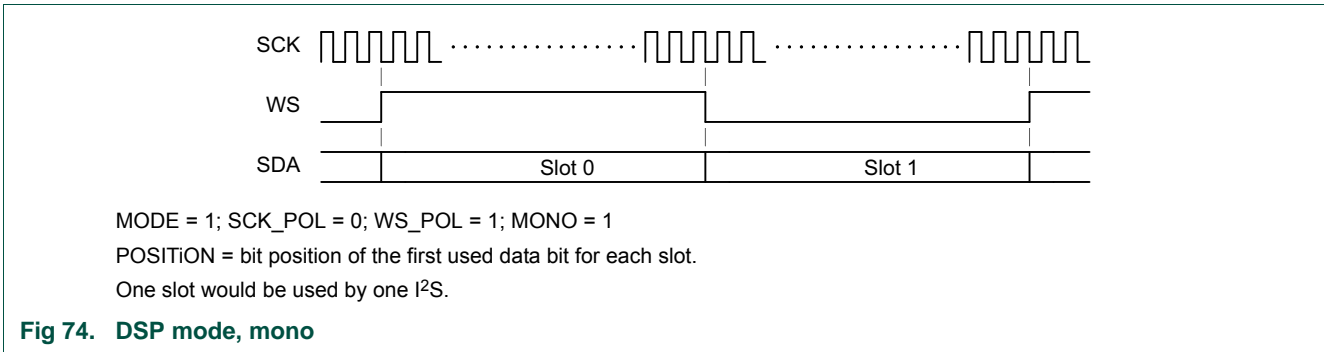 SCK
WS
SDA Slot 0 Slot 1
MODE = 1; SCK_POL = 0; WS_POL = 1; MONO = 1
POSITiON = bit position of the first used data bit for each slot.
One slot would be used by one I²S.
Fig 74. DSP mode, mono